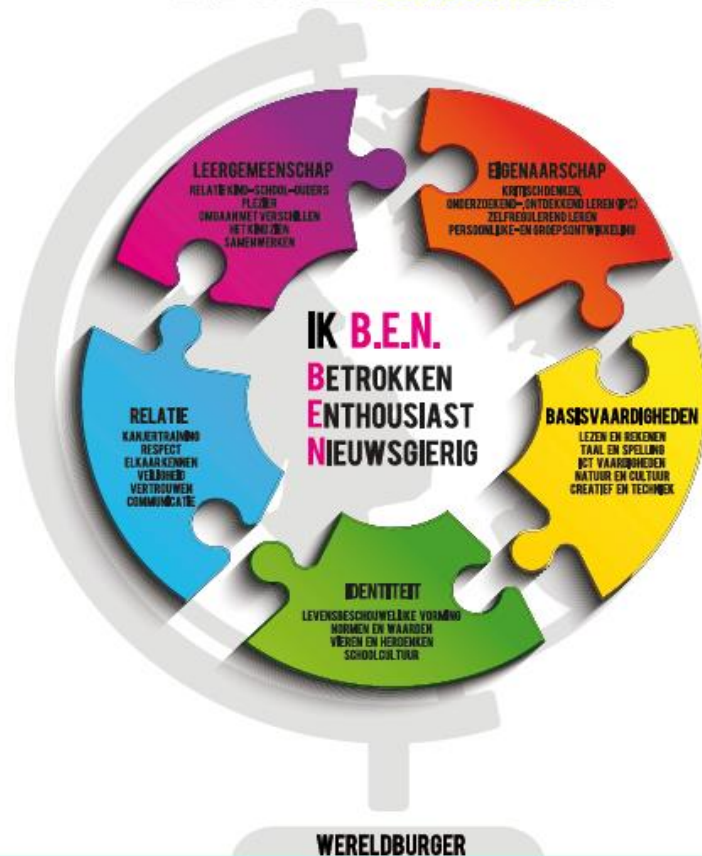 LEERGEMEENSCHAP
RELATIE KIND-SCHOOL-OUDERS
PLEZIER
OMGAAN MET VERSCHILLEN
HET KIND ZIEN
SAMENWERKEN
EIGENAARSCHAP
KRITISCH DENKEN,
ONDERZOEKEND-, ONTDEKKEND LEREN (IPC)
ZELFREGULEREND LEREN
PERSOONLIJKE- EN GROEPSONTWIKKELING
IK B.E.N.
BETROKKEN
ENTHOUSIAST
NIEUWSGIERIG
RELATIE
KANJERTRAINING
RESPECT
ELKAAR KENNEN
VEILIGHEID
VERTROUWEN
COMMUNICATIE
BASISVAARDIGHEDEN
LEZEN EN REKENEN
TAAL EN SPELLING
ICT VAARDIGHEDEN
NATUUR EN CULTUUR
CREATIEF EN TECHNIEK
IDENTITEIT
LEVENSBESCHOUWELIJKE VORMING
NORMEN EN WAARDEN
VIEREN EN HERDENKEN
SCHOOLCULTUUR
WERELDBURGER